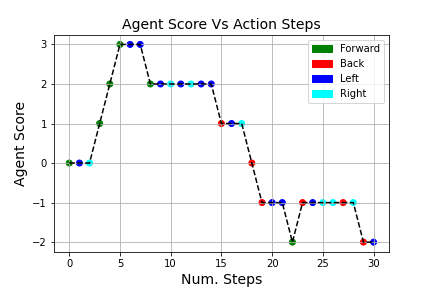 Agent Score Vs Action Steps
Agent Score
3
2
1
0
−1
−2
Forward
Back
Left
Right
0 5 10 15 20 25 30
Num. Steps